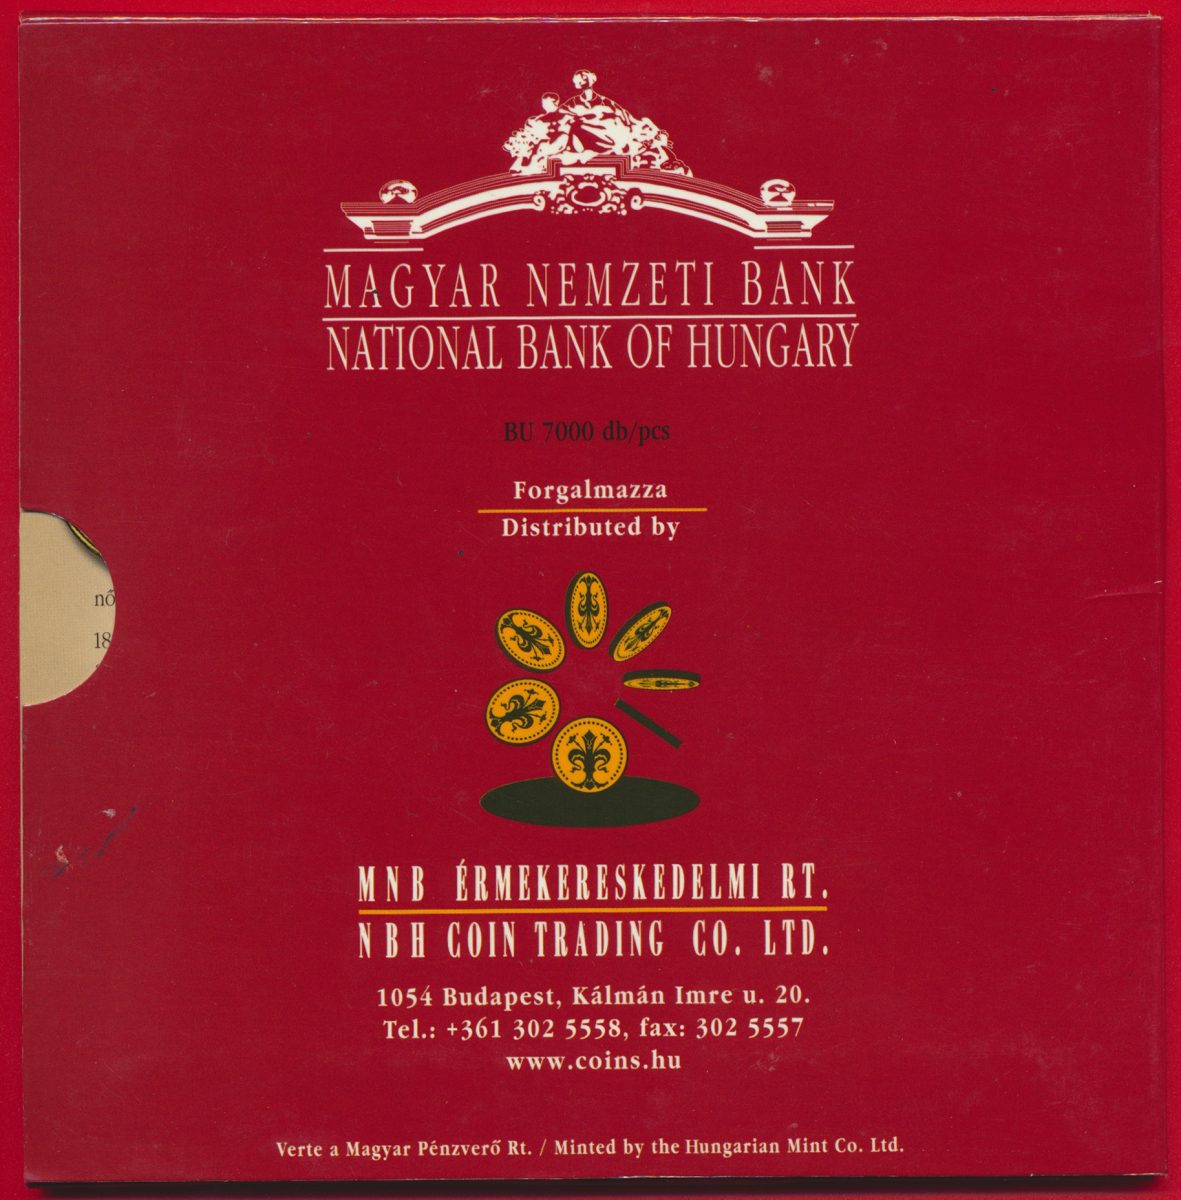 MAGYAR NEMZETI BANK
NATIONAL BANK OF HUNGARY
BU 7000 db/pcs
Forgalmazza
Distributed by
nő
18
MNB ÉRMEKERESKEDELMI RT.
NBH COIN TRADING CO. LTD.
1054 Budapest, Kálmán Imre u. 20.
Tel.: +361 302 5558, fax: 302 5557
www.coins.hu
Verte a Magyar Pénzverő Rt. / Minted by the Hungarian Mint Co. Ltd.